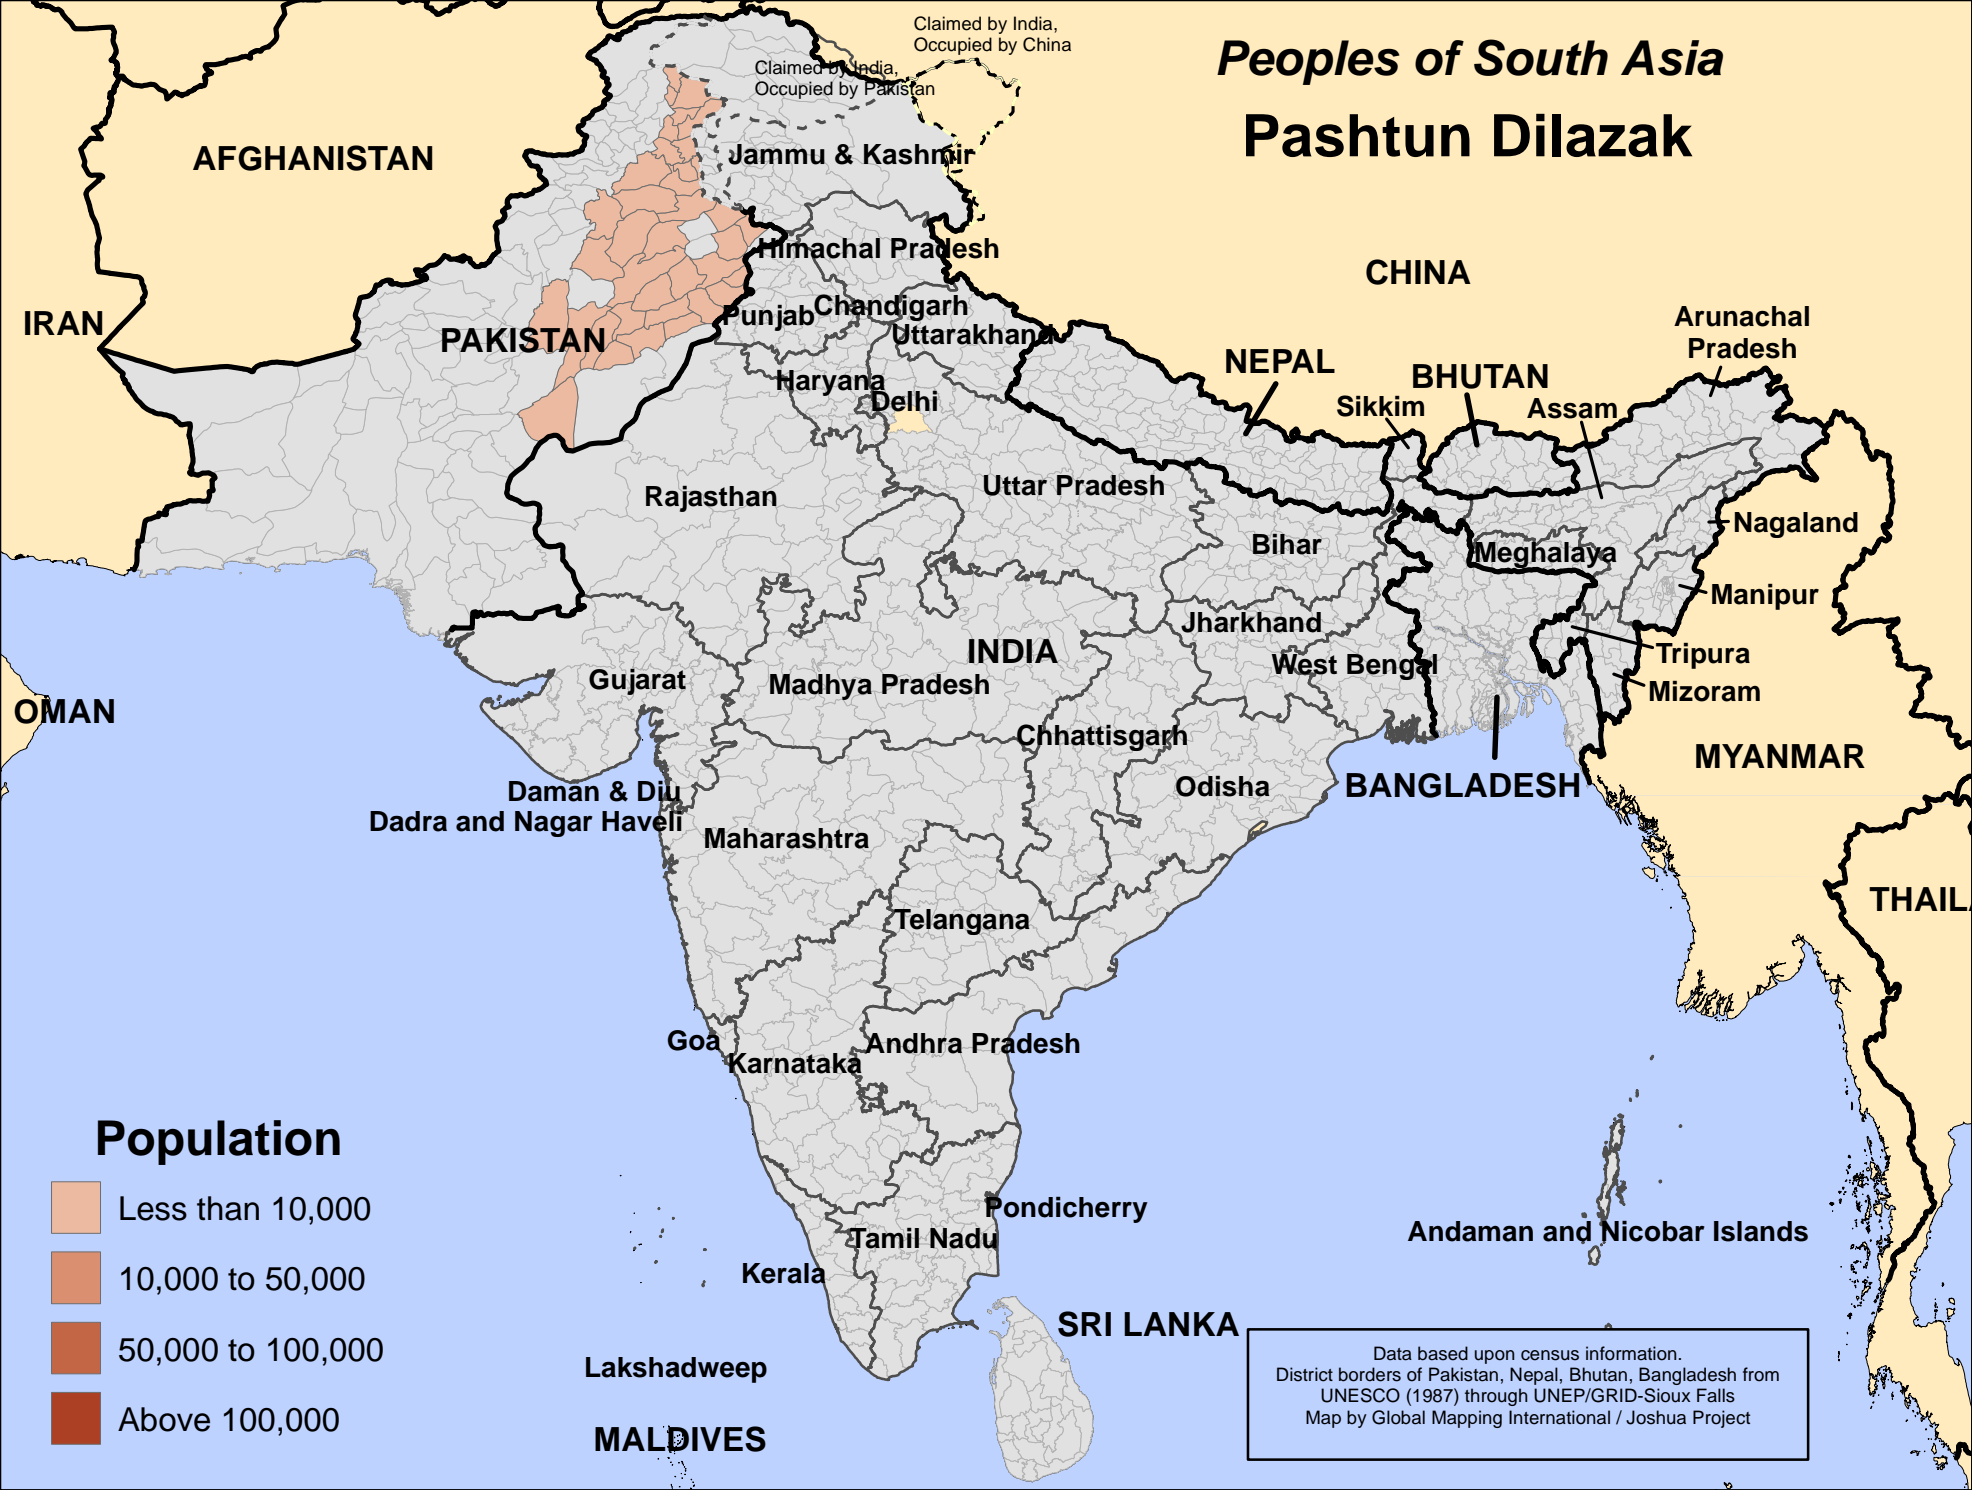 Peoples of South Asia
Pashtun Dilazak
Claimed by India,
Occupied by China
Claimed by India,
Occupied by Pakistan
AFGHANISTAN
Jammu & Kashmir
Himachal Pradesh
CHINA
IRAN
PAKISTAN
Punjab
Chandigarh
Uttarakhand
Arunachal
Pradesh
NEPAL
BHUTAN
Haryana
Delhi
Sikkim
Assam
Rajasthan
Uttar Pradesh
Nagaland
Bihar
Meghalaya
Manipur
Jharkhand
INDIA
Tripura
West Bengal
Gujarat
Madhya Pradesh
Mizoram
OMAN
Chhattisgarh
MYANMAR
Odisha
BANGLADESH
Daman & Diu
Dadra and Nagar Haveli
Maharashtra
THAIL
Telangana
Goa
Andhra Pradesh
Karnataka
Pondicherry
Tamil Nadu
Andaman and Nicobar Islands
Kerala
SRI LANKA
Lakshadweep
MALDIVES
Population
Less than 10,000
10,000 to 50,000
50,000 to 100,000
Above 100,000
Data based upon census information.
District borders of Pakistan, Nepal, Bhutan, Bangladesh from
UNESCO (1987) through UNEP/GRID-Sioux Falls
Map by Global Mapping International / Joshua Project